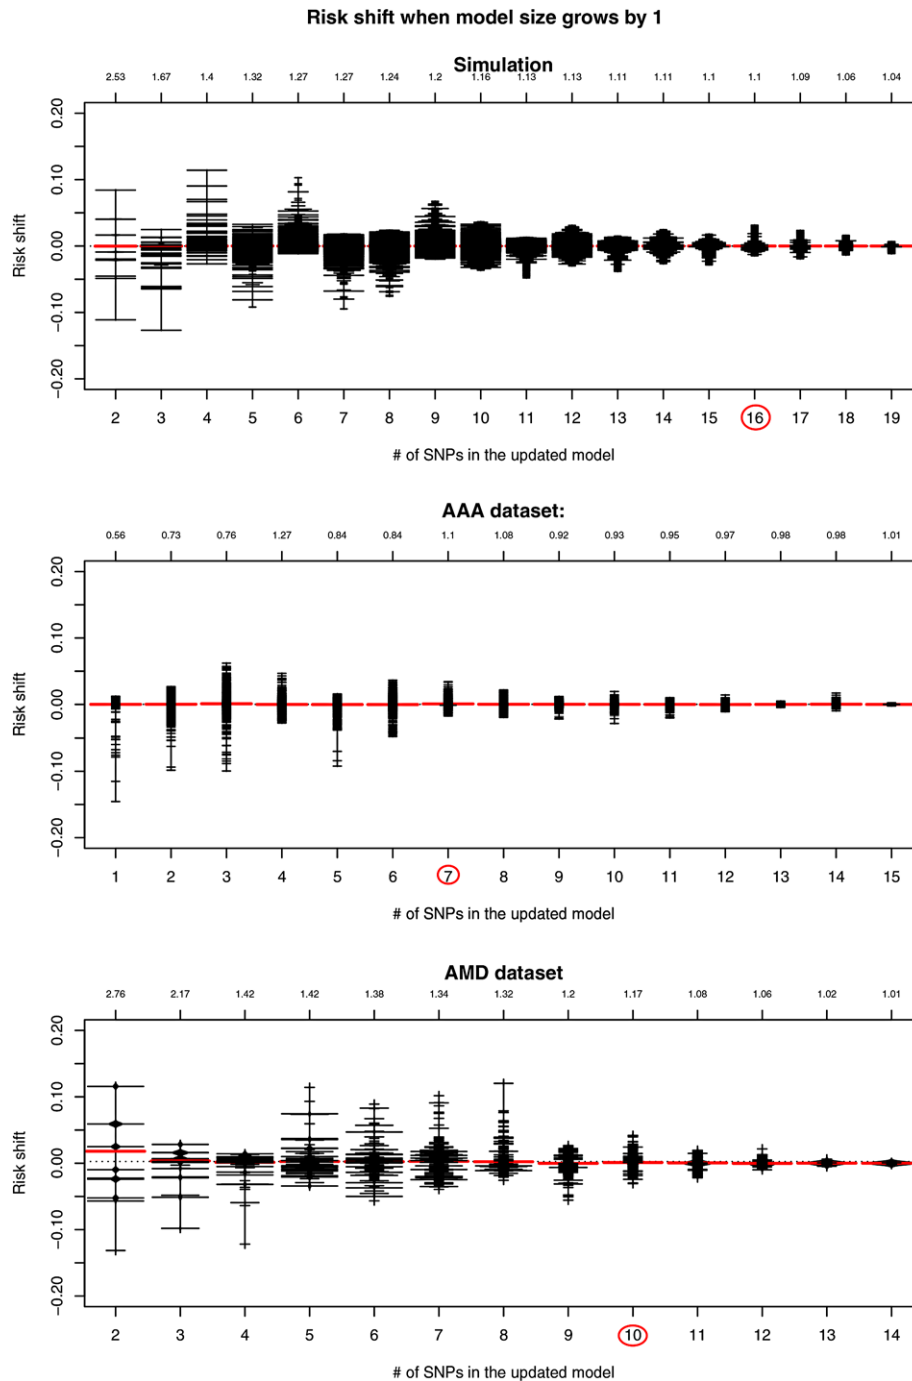 Risk shift when model size grows by 1
Simulation
2.53 1.67 1.4 1.32 1.27 1.27 1.24 1.2 1.16 1.13 1.13 1.11 1.11 1.1 1.1 1.09 1.06 1.04
0.20
0.10
0.00
−0.10
−0.20
Risk shift
2 3 4 5 6 7 8 9 10 11 12 13 14 15 16 17 18 19
# of SNPs in the updated model
AAA dataset:
0.56 0.73 0.76 1.27 0.84 0.84 1.1 1.08 0.92 0.93 0.95 0.97 0.98 0.98 1.01
0.20
0.10
0.00
−0.10
−0.20
Risk shift
1 2 3 4 5 6 7 8 9 10 11 12 13 14 15
# of SNPs in the updated model
AMD dataset
2.76 2.17 1.42 1.42 1.38 1.34 1.32 1.2 1.17 1.08 1.06 1.02 1.01
0.20
0.10
0.00
−0.10
−0.20
Risk shift
2 3 4 5 6 7 8 9 10 11 12 13 14
# of SNPs in the updated model